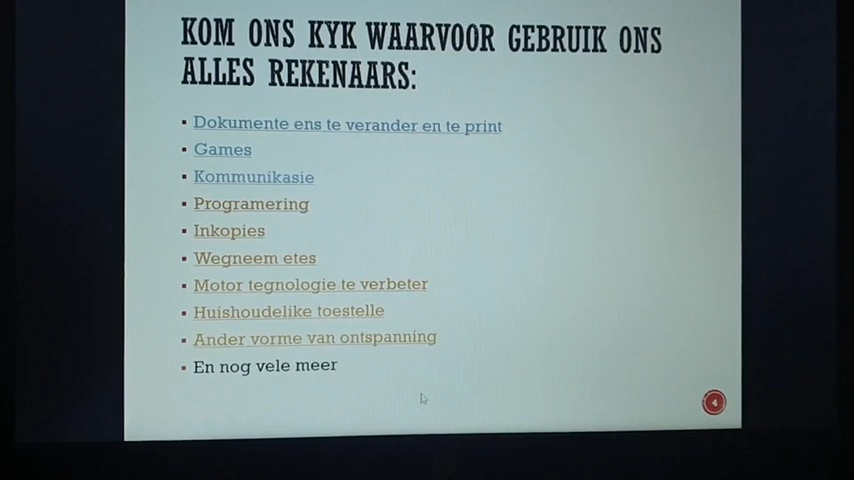 KOM ONS KYK WAARVOOR GEBRUIK ONS
ALLES REKENAARS:
▪ Dokumente ens te verander en te print
▪ Games
▪ Kommunikasie
▪ Programering
▪ Inkopies
▪ Wegneem etes
▪ Motor tegnologie te verbeter
▪ Huishoudelike toestelle
▪ Ander vorme van ontspanning
▪ En nog vele meer
4